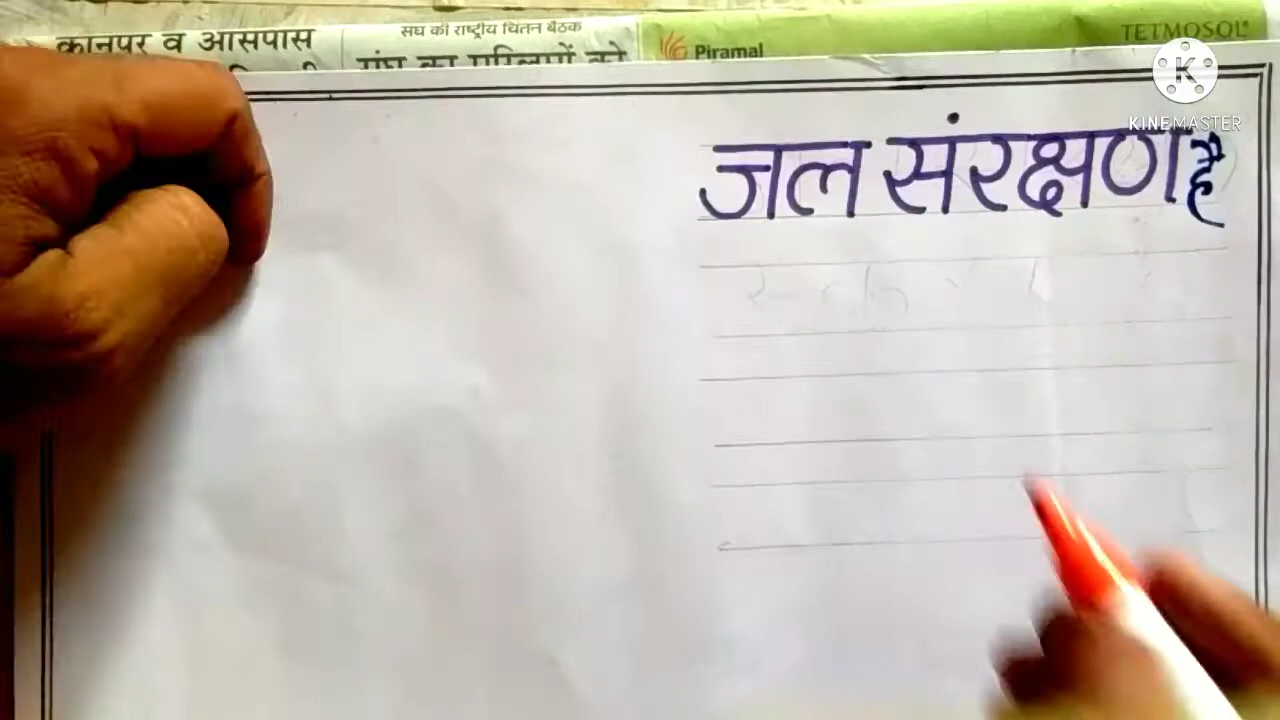 कानपुर व आसपास
संघ की राष्ट्रीय चिंतन बैठक
Piramal
TETMOSOL
K
KINEMASTER
जल संरक्षण है